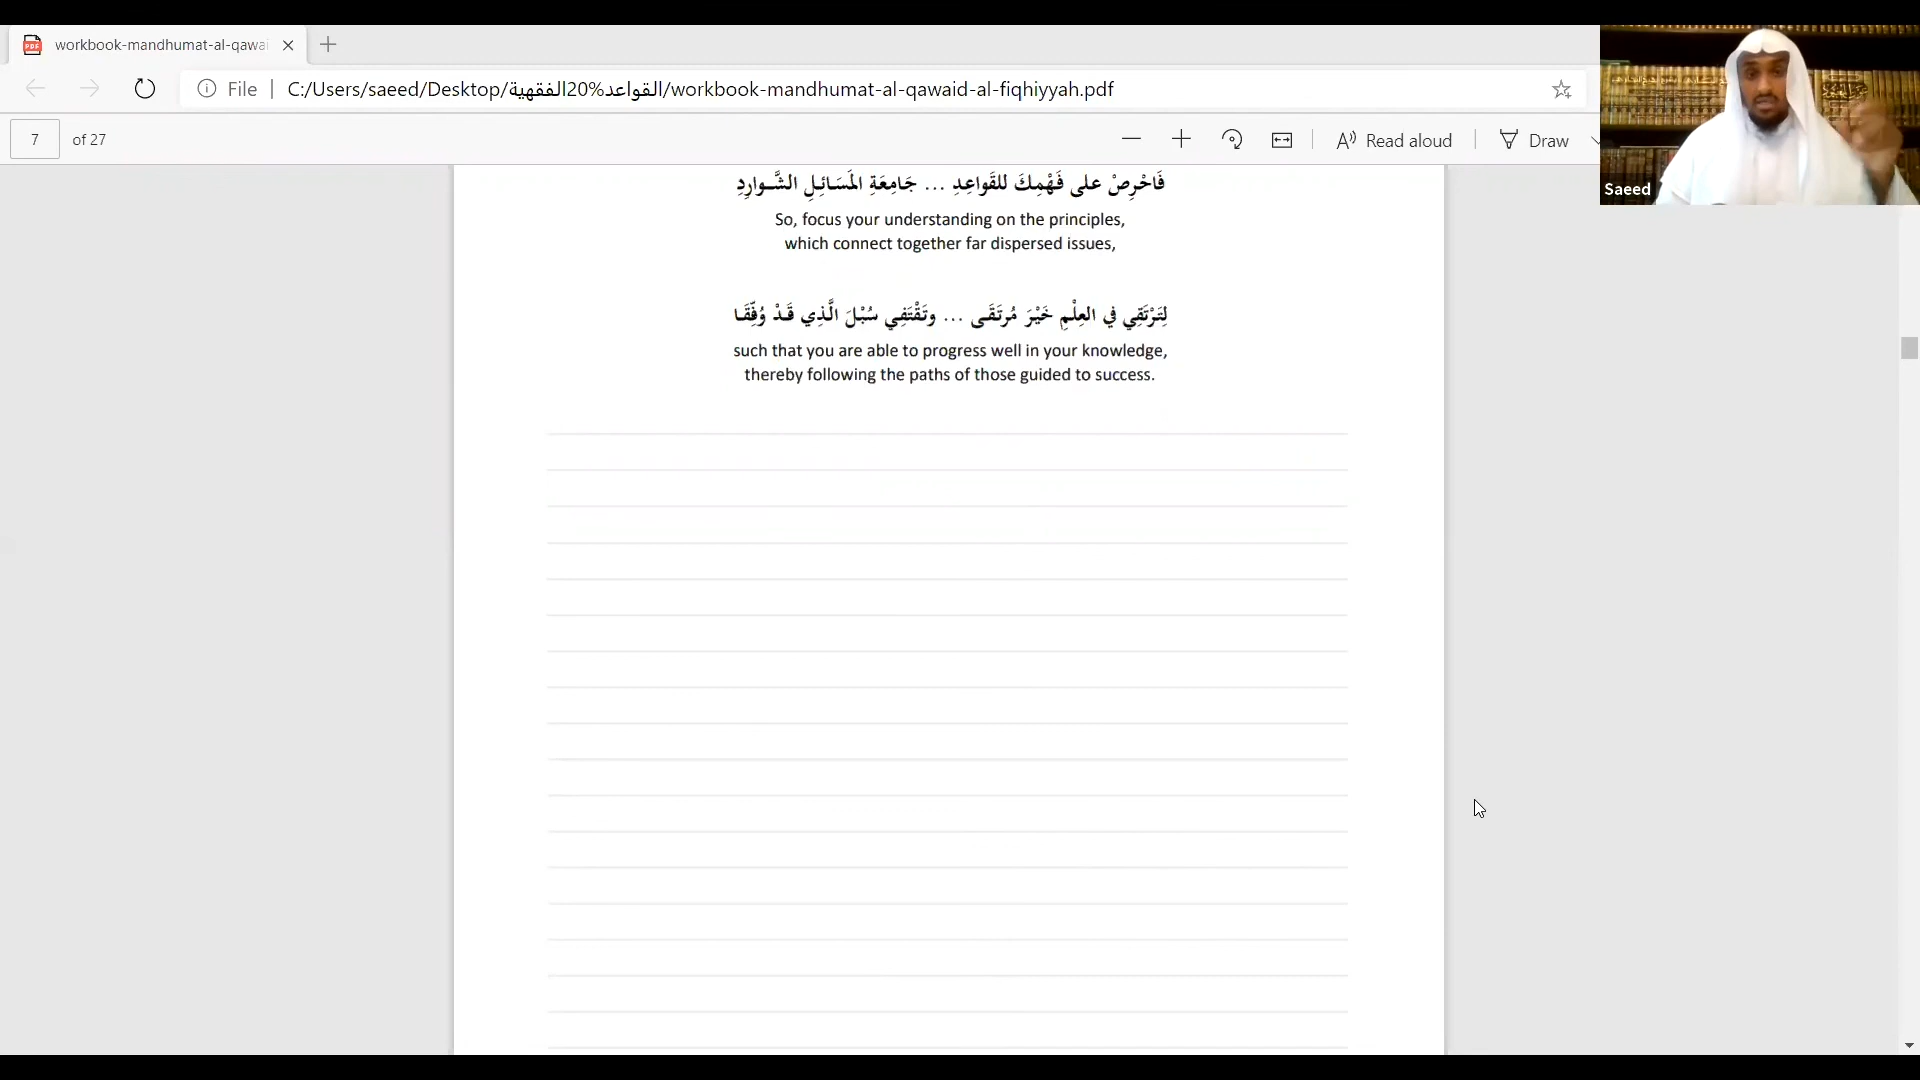 workbook-mandhumat-al-qawai
File
C:/Users/saeed/Desktop/القواعد%20الفقهية/workbook-mandhumat-al-qawaid-al-fiqhiyyah.pdf
7 of 27
Read aloud
Draw
Saeed
فَاحْرِصْ على فَهْمِكَ للقَواعِدِ ... جَامِعَةِ المَسَائِلِ الشَّوارِدِ
So, focus your understanding on the principles,
which connect together far dispersed issues,
لِتَرْتَقِي في العِلْمِ خَيْرَ مُرتَقَى ... وتَقْتَفِي سُبْلَ الَّذِي قَدْ وُفِّقَا
such that you are able to progress well in your knowledge,
thereby following the paths of those guided to success.